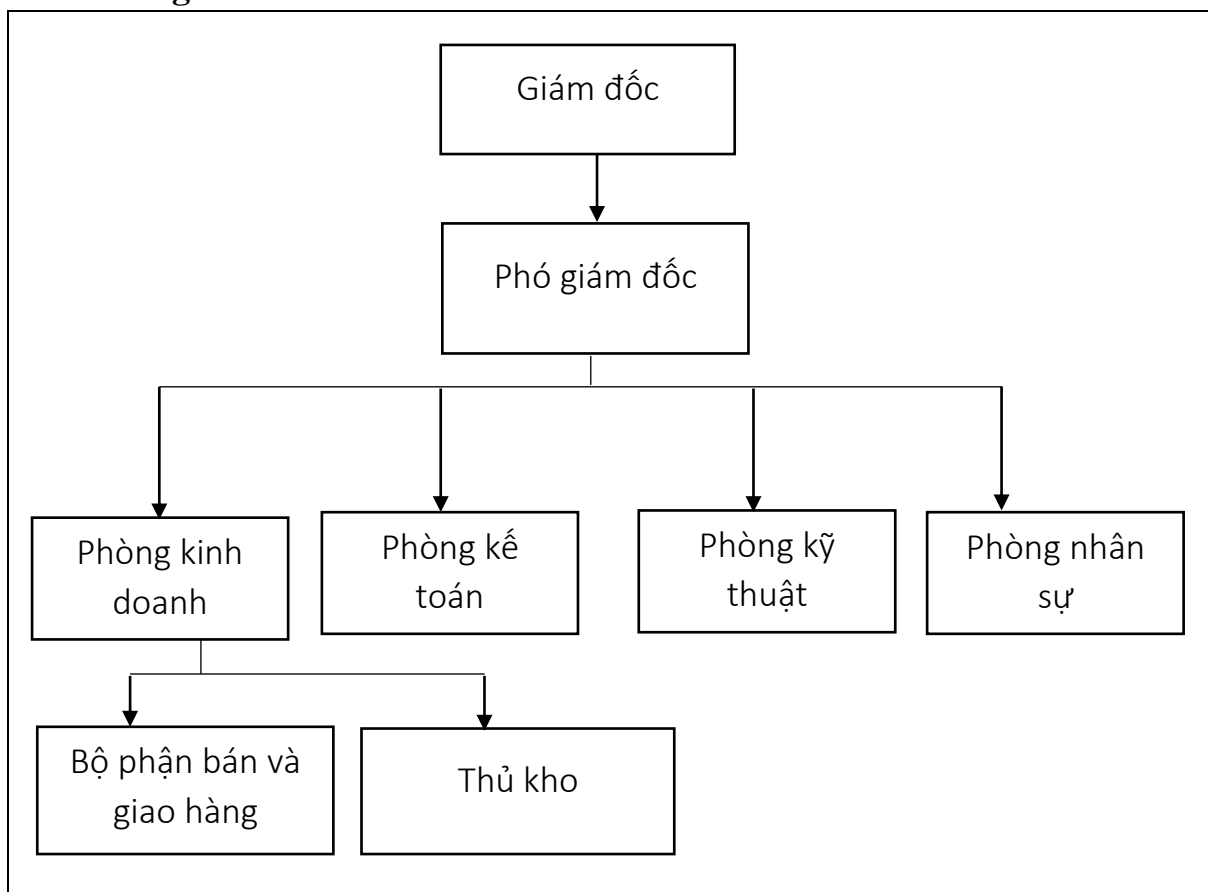 Giám đốc
Phó giám đốc
Phòng kinh
doanh
Phòng kế
toán
Phòng kỹ
thuật
Phòng nhân
sự
Bộ phận bán và
giao hàng
Thủ kho